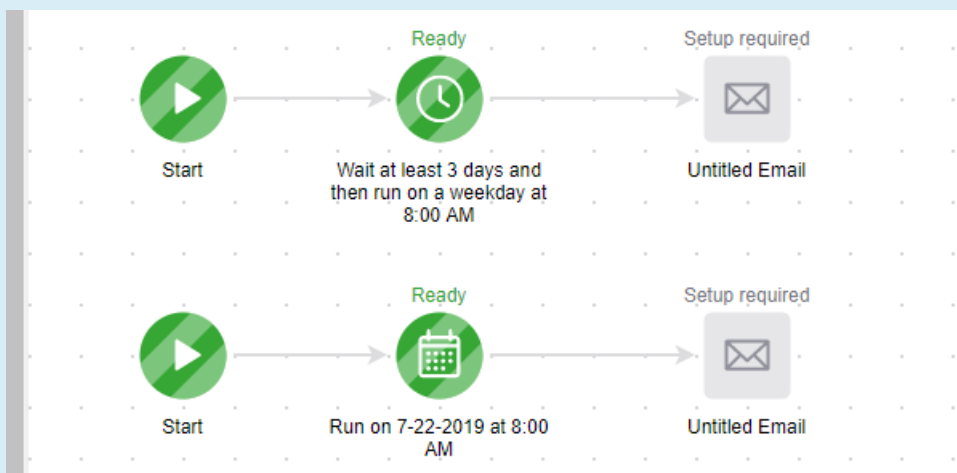 Ready
Setup required
Start
Wait at least 3 days and
then run on a weekday at
8:00 AM
Untitled Email
Ready
Setup required
Start
Run on 7-22-2019 at 8:00
AM
Untitled Email